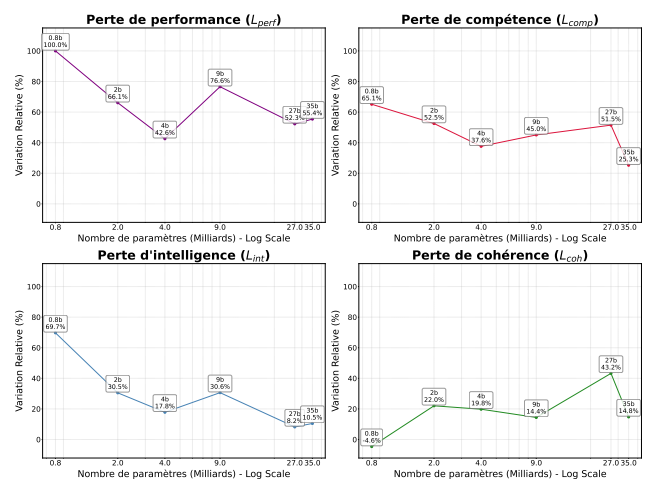 Perte de performance (L_perf)
Variation Relative (%)
100
80
60
40
20
0
0.8b
100.0%
2b
66.1%
4b
42.6%
9b
76.6%
27b
52.3%
35b
55.4%
0.8
2.0
4.0
9.0
27.0
35.0
Nombre de paramètres (Milliards) - Log Scale
Perte de compétence (L_comp)
Variation Relative (%)
100
80
60
40
20
0
0.8b
65.1%
2b
52.5%
4b
37.6%
9b
45.0%
27b
51.5%
35b
25.3%
0.8
2.0
4.0
9.0
27.0
35.0
Nombre de paramètres (Milliards) - Log Scale
Perte d'intelligence (L_int)
Variation Relative (%)
100
80
60
40
20
0
0.8b
69.7%
2b
30.5%
4b
17.8%
9b
30.6%
27b
8.2%
35b
10.5%
0.8
2.0
4.0
9.0
27.0
35.0
Nombre de paramètres (Milliards) - Log Scale
Perte de cohérence (L_coh)
Variation Relative (%)
100
80
60
40
20
0
0.8b
-4.6%
2b
22.0%
4b
19.8%
9b
14.4%
27b
43.2%
35b
14.8%
0.8
2.0
4.0
9.0
27.0
35.0
Nombre de paramètres (Milliards) - Log Scale